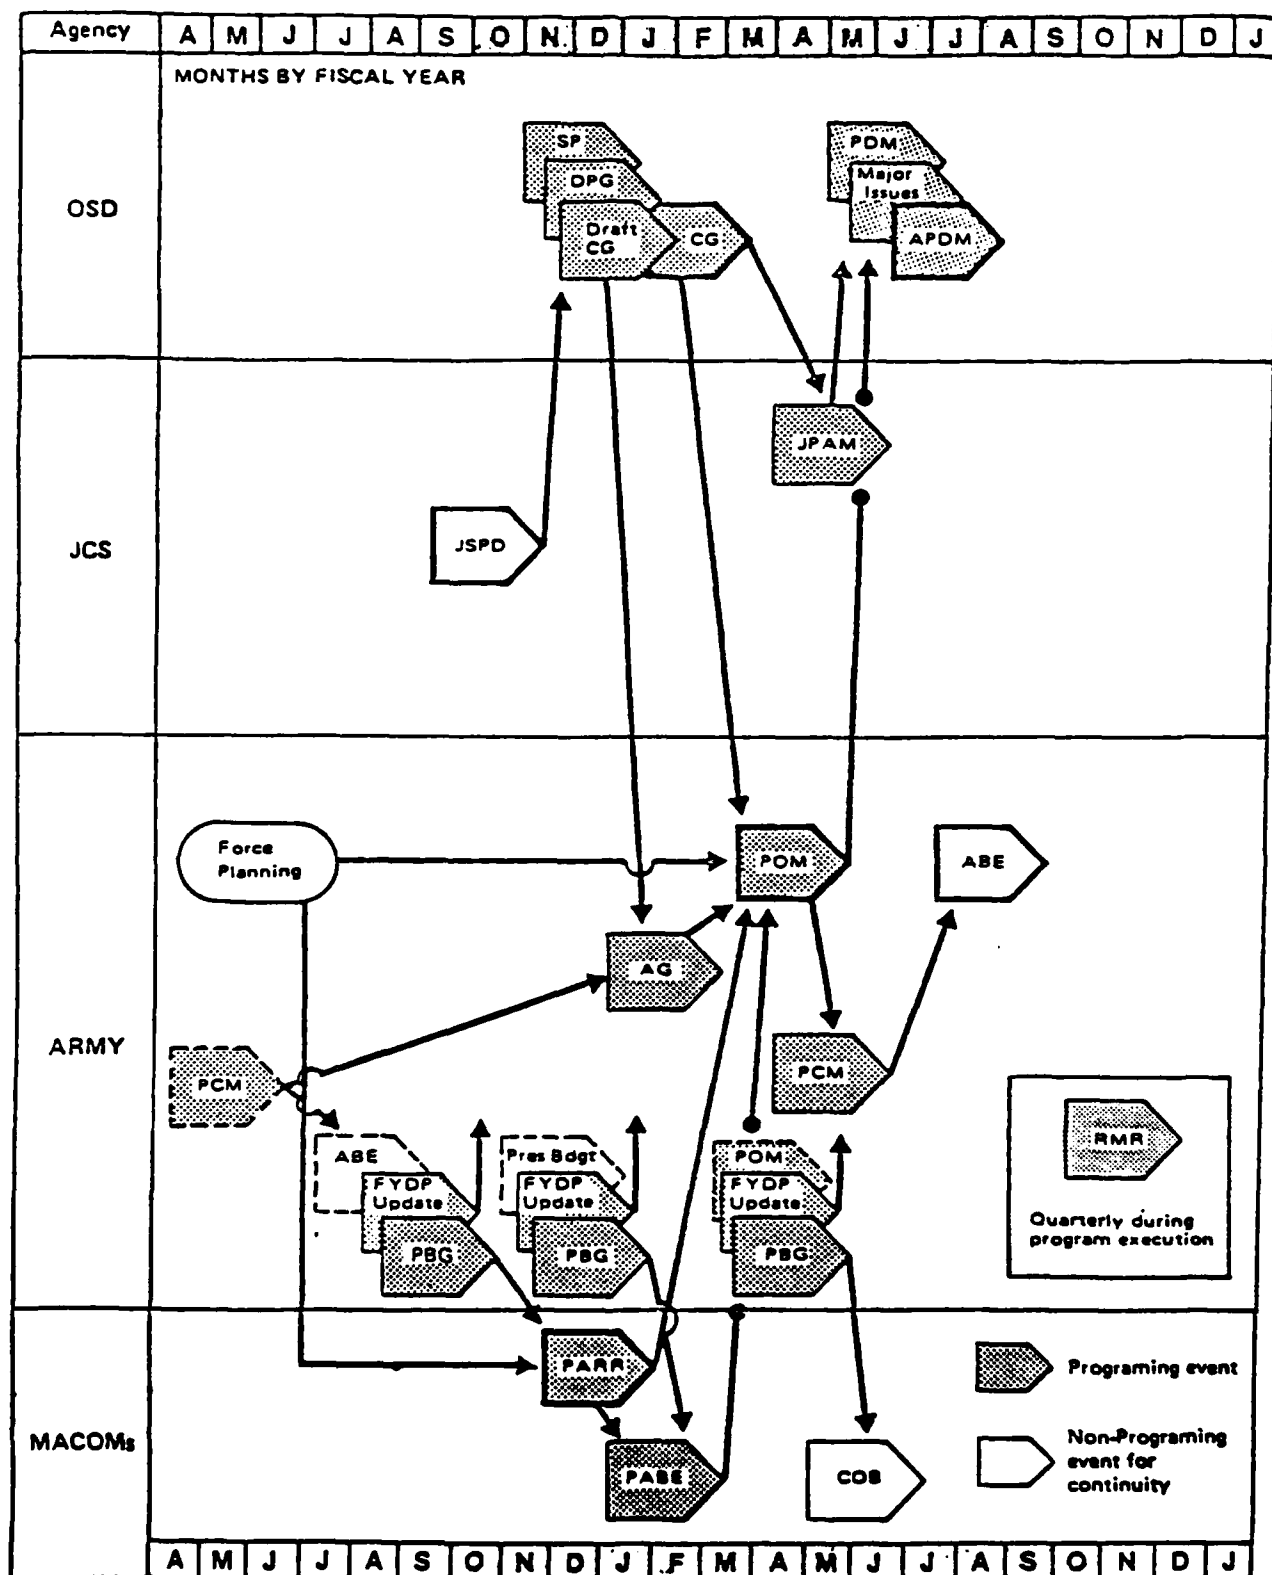 Agency A M J J A S O N D J F M A M J J A S O N D J
MONTHS BY FISCAL YEAR
OSD
SP
DPG
Draft
CG
CG
PDM
Major
Issues
APDM
JCS
JPAM
JSPD
ARMY
Force
Planning
POM
ABE
AG
PCM
PCM
ABE
FYDP
Update
PBG
Pres Bdgt
FYDP
Update
PBG
POM
FYDP
Update
PBG
RMR
Quarterly during
program execution
MACOMs
PARR
PABE
COB
Programing event
Non-Programing
event for
continuity
A M J J A S O N D J F M A M J J A S O N D J